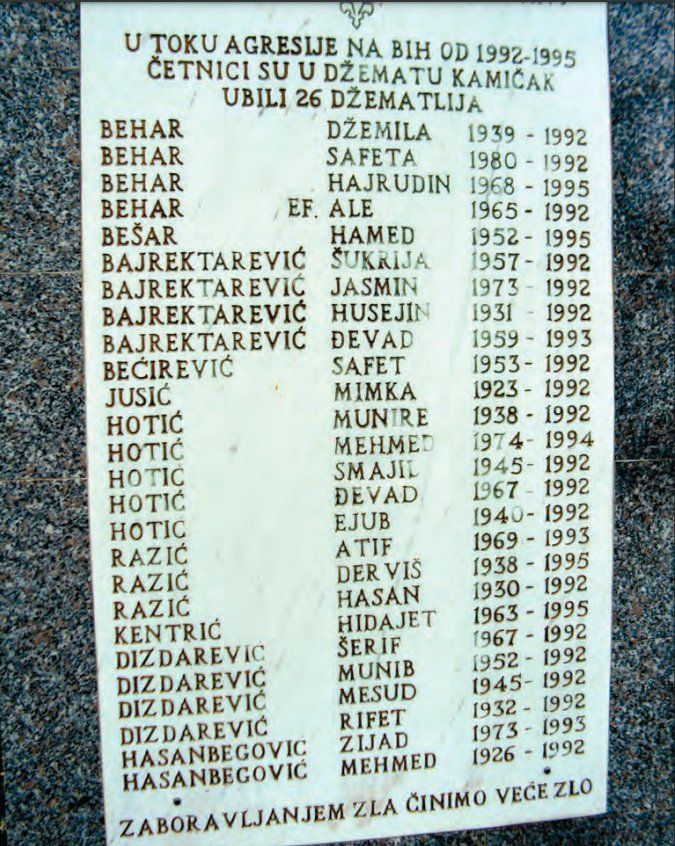 U TOKU AGRESIJE NA BIH OD 1992-1995
ČETNICI SU U DŽEMATU KAMIČAK
UBILI 26 DŽEMATLIJA
BEHAR DŽEMILA 1939 - 1992
BEHAR SAFETA 1980 - 1992
BEHAR HAJRUDIN 1968 - 1995
BEHAR EF. ALE 1965 - 1992
BEŠAR HAMED 1952 - 1995
BAJREKTAREVIĆ ŠUKRIJA 1957 - 1992
BAJREKTAREVIĆ JASMIN 1973 - 1992
BAJREKTAREVIĆ HUSEJIN 1931 - 1992
BAJREKTAREVIĆ ĐEVAD 1959 - 1993
BEĆIREVIĆ SAFET 1953 - 1992
JUSIĆ MIMKA 1923 - 1992
HOTIĆ MUNIRE 1938 - 1992
HOTIĆ MEHMED 1974 - 1994
HOTIĆ SMAJIL 1945 - 1992
HOTIĆ ĐEVAD 1967 - 1992
HOTIĆ EJUB 1940 - 1992
RAZIĆ ATIF 1969 - 1993
RAZIĆ DERVIŠ 1938 - 1995
RAZIĆ HASAN 1930 - 1992
KENTRIĆ HIDAJET 1963 - 1995
DIZDAREVIĆ ŠERIF 1967 - 1992
DIZDAREVIĆ MUNIB 1952 - 1992
DIZDAREVIĆ MESUD 1945 - 1992
DIZDAREVIĆ RIFET 1932 - 1992
HASANBEGOVIĆ ZIJAD 1973 - 1993
HASANBEGOVIĆ MEHMED 1926 - 1992
ZABORAVLJANJEM ZLA ČINIMO VEĆE ZLO